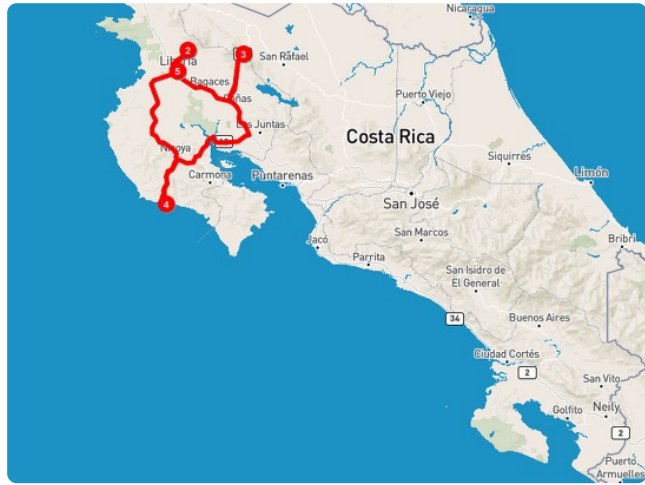 Nicaragua
2
3
San Rafael
Liberia
5
Bagaces
Puerto Viejo
Cañas
Las Juntas
Costa Rica
Siquirres
Nicoya
Carmona
Puntarenas
Limón
San José
4
San Marcos
Bribri
Jacó
Parrita
San Isidro de
El General
34
Buenos Aires
Ciudad Cortés
2
San Vito
Golfito
Neily
2
Puerto
Armuelles